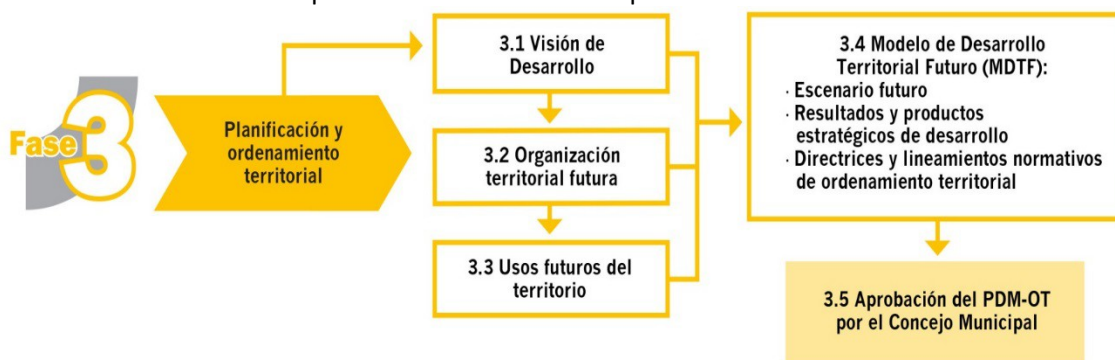 Fase 3
Planificación y
ordenamiento
territorial
3.1 Visión de
Desarrollo
3.2 Organización
territorial futura
3.3 Usos futuros del
territorio
3.4 Modelo de Desarrollo
Territorial Futuro (MDTF):
· Escenario futuro
· Resultados y productos
estratégicos de desarrollo
· Directrices y lineamientos normativos
de ordenamiento territorial
3.5 Aprobación del PDM-OT
por el Concejo Municipal